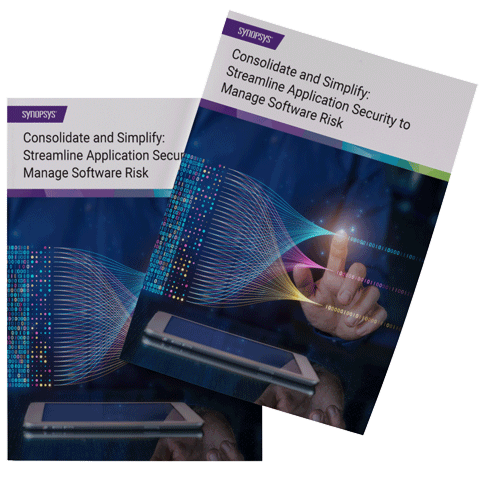 SYNOPSYS
Consolidate and Simplify:
Streamline Application Security to
Manage Software Risk
SYNOPSYS
Consolidate and Simplify:
Streamline Application Secur
Manage Software Risk